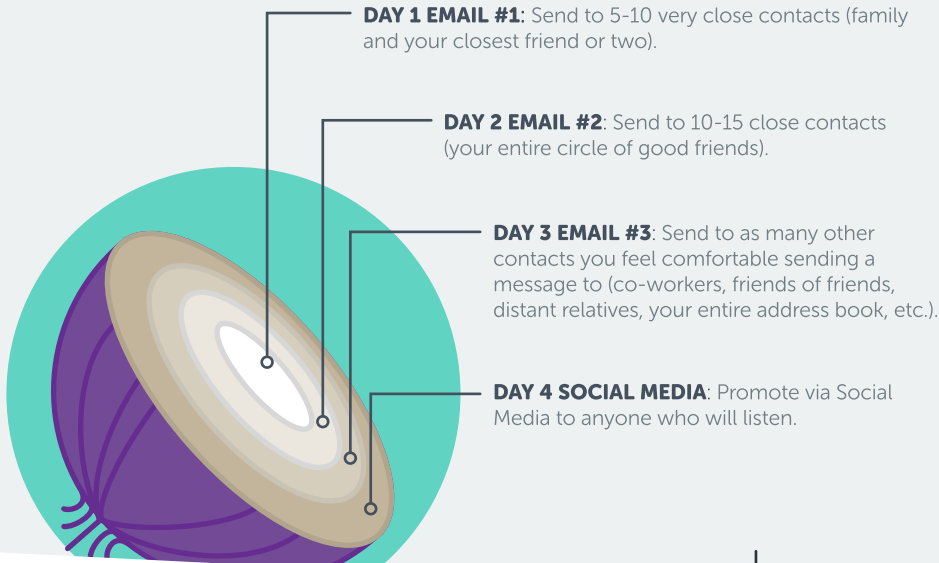 DAY 1 EMAIL #1: Send to 5-10 very close contacts (family
and your closest friend or two).
DAY 2 EMAIL #2: Send to 10-15 close contacts
(your entire circle of good friends).
DAY 3 EMAIL #3: Send to as many other
contacts you feel comfortable sending a
message to (co-workers, friends of friends,
distant relatives, your entire address book, etc.).
DAY 4 SOCIAL MEDIA: Promote via Social
Media to anyone who will listen.